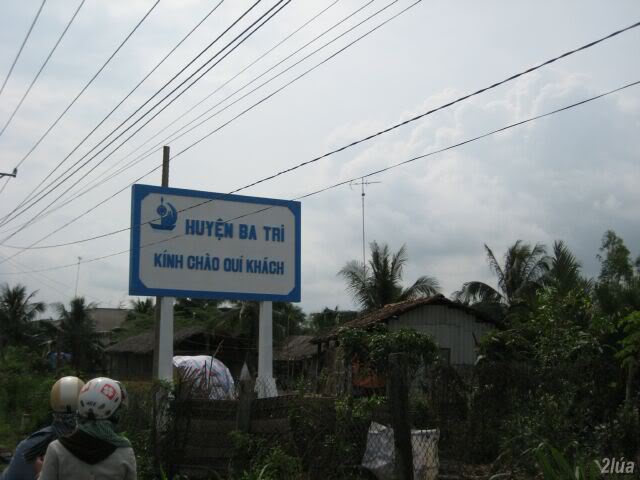 HUYỆN BA TRI
KÍNH CHÀO QUÍ KHÁCH
2lúa